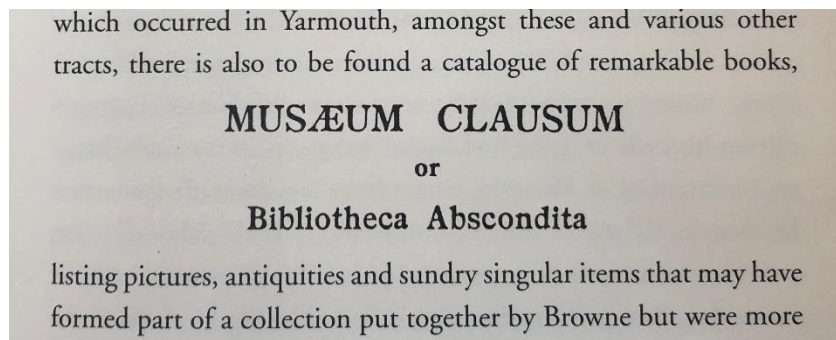 which occurred in Yarmouth, amongst these and various other
tracts, there is also to be found a catalogue of remarkable books,
MUSÆUM CLAUSUM
or
Bibliotheca Abscondita
listing pictures, antiquities and sundry singular items that may have
formed part of a collection put together by Browne but were more